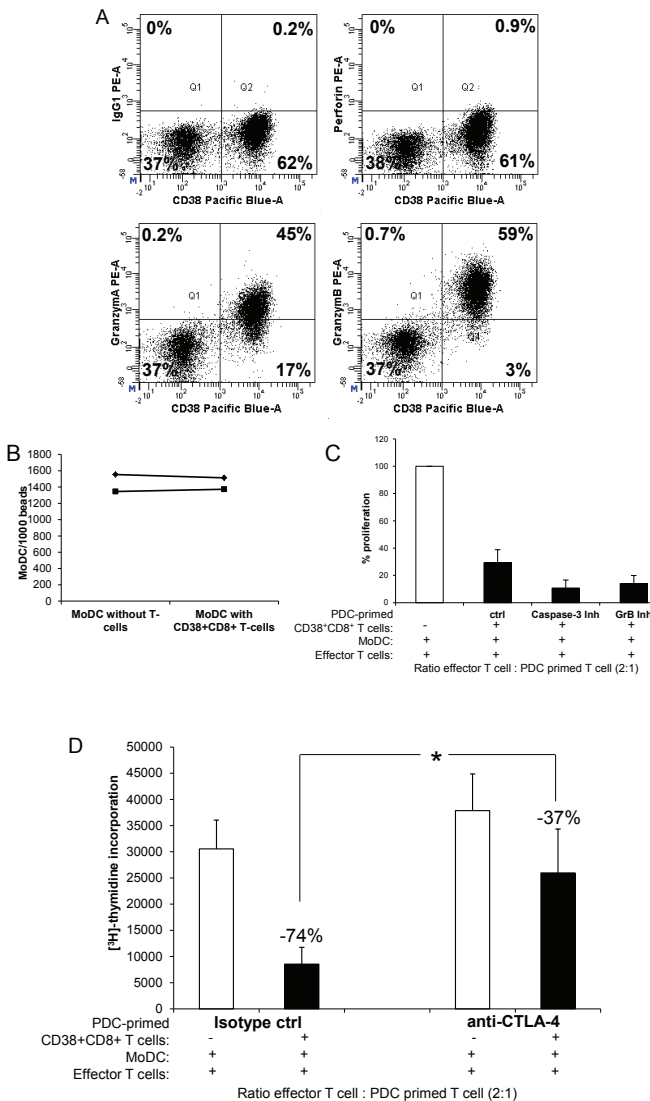 A
0%
0.2%
IgG1 PE-A
Q1
Q2
37%
62%
CD38 Pacific Blue-A
0%
0.9%
Perforin PE-A
Q1
Q2
38%
61%
CD38 Pacific Blue-A
0.2%
45%
GranzymA PE-A
Q1
37%
17%
CD38 Pacific Blue-A
0.7%
59%
GranzymB PE-A
Q1
37%
3%
CD38 Pacific Blue-A
B
MoDC/1000 beads
1800
1600
1400
1200
1000
800
600
400
200
0
MoDC without T-
cells
MoDC with
CD38+CD8+ T-cells
C
% proliferation
120
100
80
60
40
20
0
PDC-primed ctrl Caspase-3 Inh GrB Inh
CD38⁺CD8⁺ T cells: - + + +
MoDC: + + + +
Effector T cells: + + + +
Ratio effector T cell : PDC primed T cell (2:1)
D
[³H]-thymidine incorporation
50000
45000
40000
35000
30000
25000
20000
15000
10000
5000
0
*
-74%
-37%
PDC-primed Isotype ctrl anti-CTLA-4
CD38+CD8+ T cells: - + - +
MoDC: + + + +
Effector T cells: + + + +
Ratio effector T cell : PDC primed T cell (2:1)